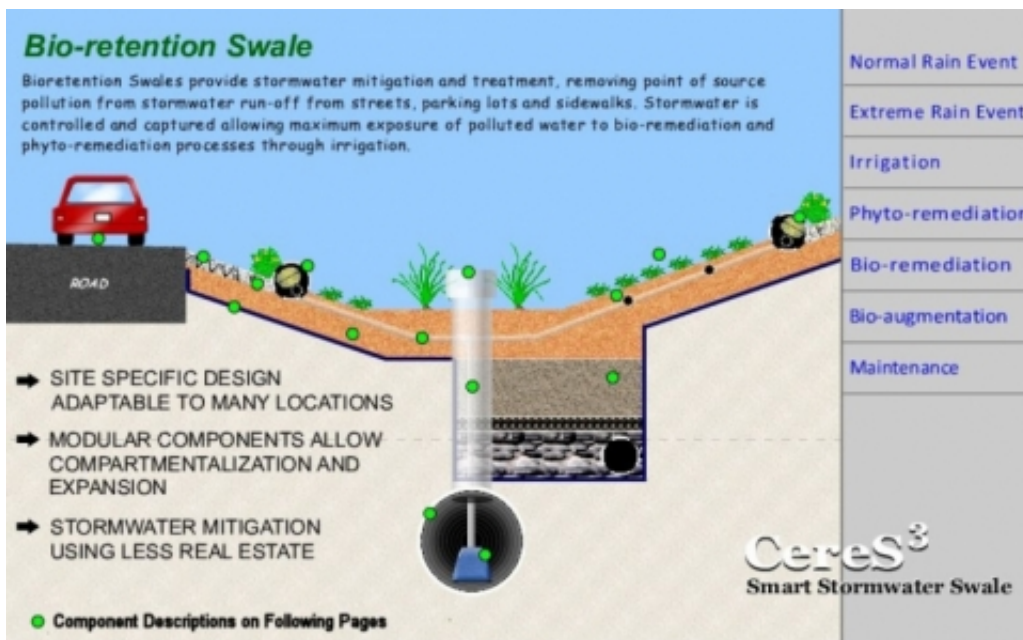 Bio-retention Swale
Bioretention Swales provide stormwater mitigation and treatment, removing point of source
pollution from stormwater run-off from streets, parking lots and sidewalks. Stormwater is
controlled and captured allowing maximum exposure of polluted water to bio-remediation and
phyto-remediation processes through irrigation.
ROAD
SITE SPECIFIC DESIGN
ADAPTABLE TO MANY LOCATIONS
MODULAR COMPONENTS ALLOW
COMPARTMENTALIZATION AND
EXPANSION
STORMWATER MITIGATION
USING LESS REAL ESTATE
Component Descriptions on Following Pages
Normal Rain Event
Extreme Rain Event
Irrigation
Phyto-remediation
Bio-remediation
Bio-augmentation
Maintenance
CereS³
Smart Stormwater Swale